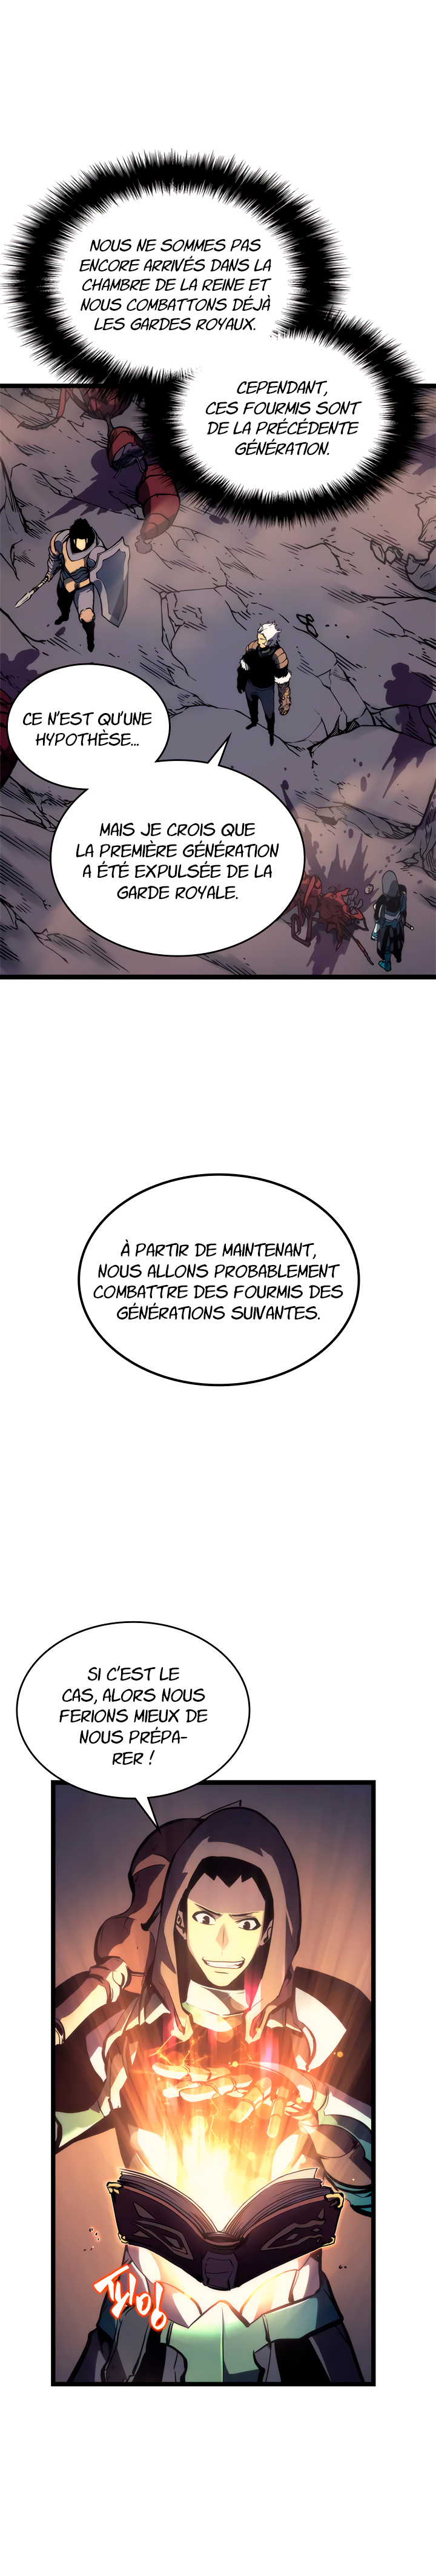 NOUS NE SOMMES PAS
ENCORE ARRIVÉS DANS LA
CHAMBRE DE LA REINE ET
NOUS COMBATTONS DÉJÀ
LES GARDES ROYAUX.
CEPENDANT,
CES FOURMIS SONT
DE LA PRÉCÉDENTE
GÉNÉRATION.
CE N'EST QU'UNE
HYPOTHÈSE...
MAIS JE CROIS QUE
LA PREMIÈRE GÉNÉRATION
A ÉTÉ EXPULSÉE DE LA
GARDE ROYALE.
À PARTIR DE MAINTENANT,
NOUS ALLONS PROBABLEMENT
COMBATTRE DES FOURMIS DES
GÉNÉRATIONS SUIVANTES.
SI C'EST LE
CAS, ALORS NOUS
FERIONS MIEUX DE
NOUS PRÉPA-
RER !